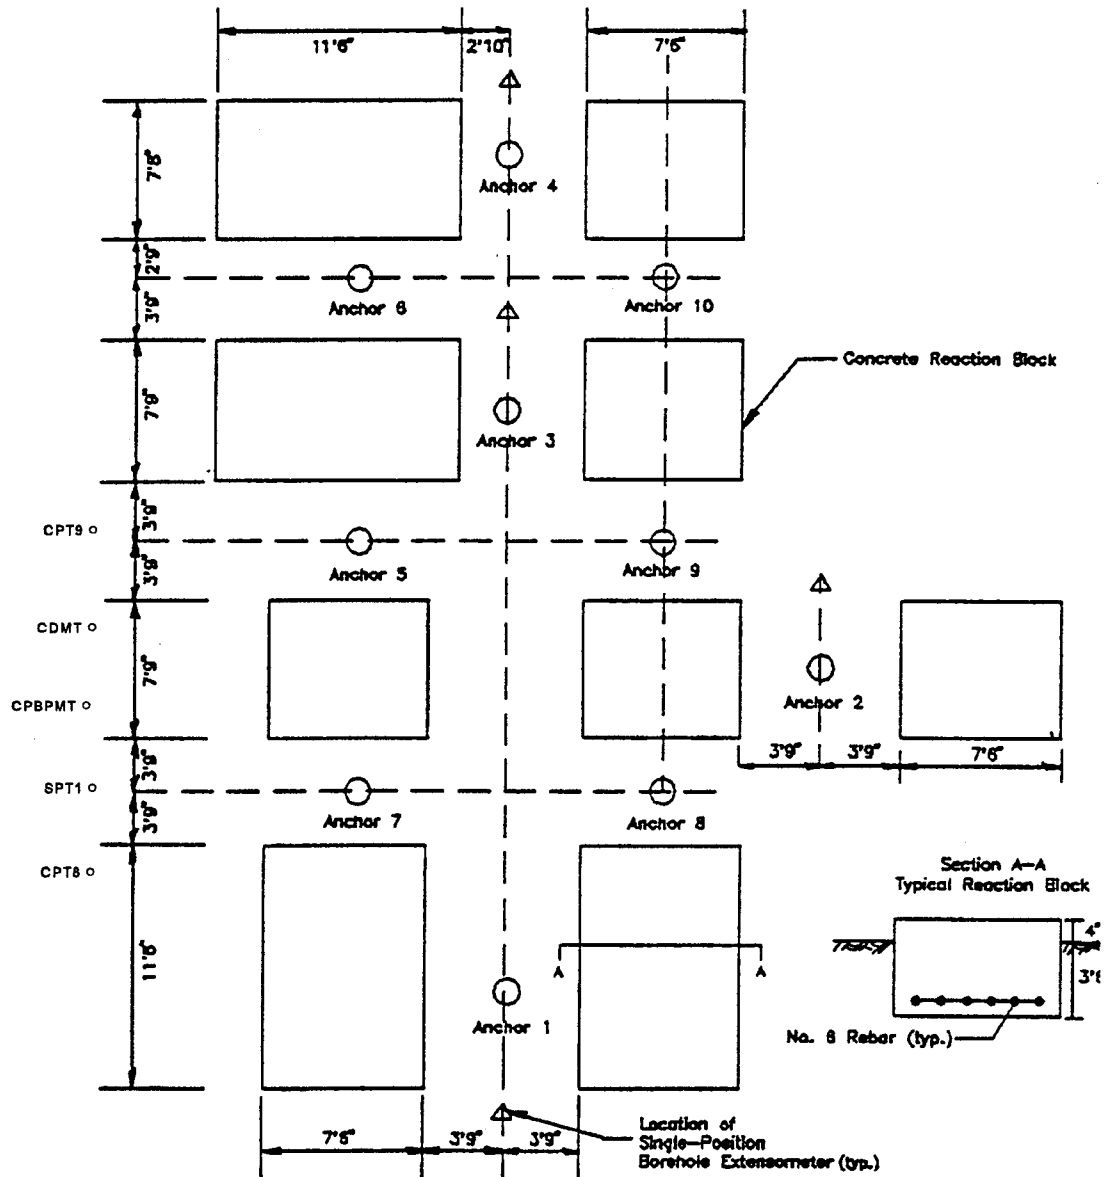 11'6"
2'10"
7'6"
Anchor 4
7'8"
2'9"
Anchor 6
Anchor 10
3'9"
Concrete Reaction Block
7'9"
Anchor 3
3'9"
CPT9
Anchor 5
Anchor 9
3'9"
CDMT
7'9"
CPBPMT
Anchor 2
3'9"
3'9"
7'6"
3'9"
SPT1
Anchor 7
Anchor 8
3'9"
CPT8
Section A-A
Typical Reaction Block
4"
11'6"
A
A
Anchor 1
No. 6 Rebar (typ.)
7'6"
3'9"
3'9"
Location of
Single-Position
Borehole Extensometer (typ.)